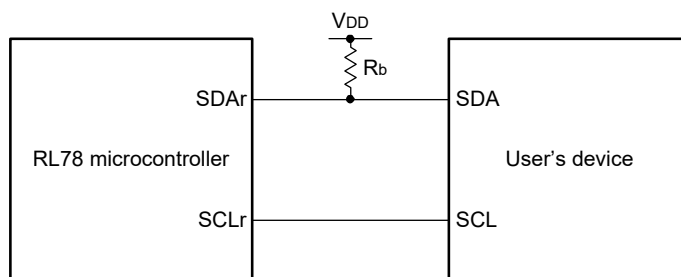 VDD
Rb
SDAr SDA
RL78 microcontroller User's device
SCLr SCL